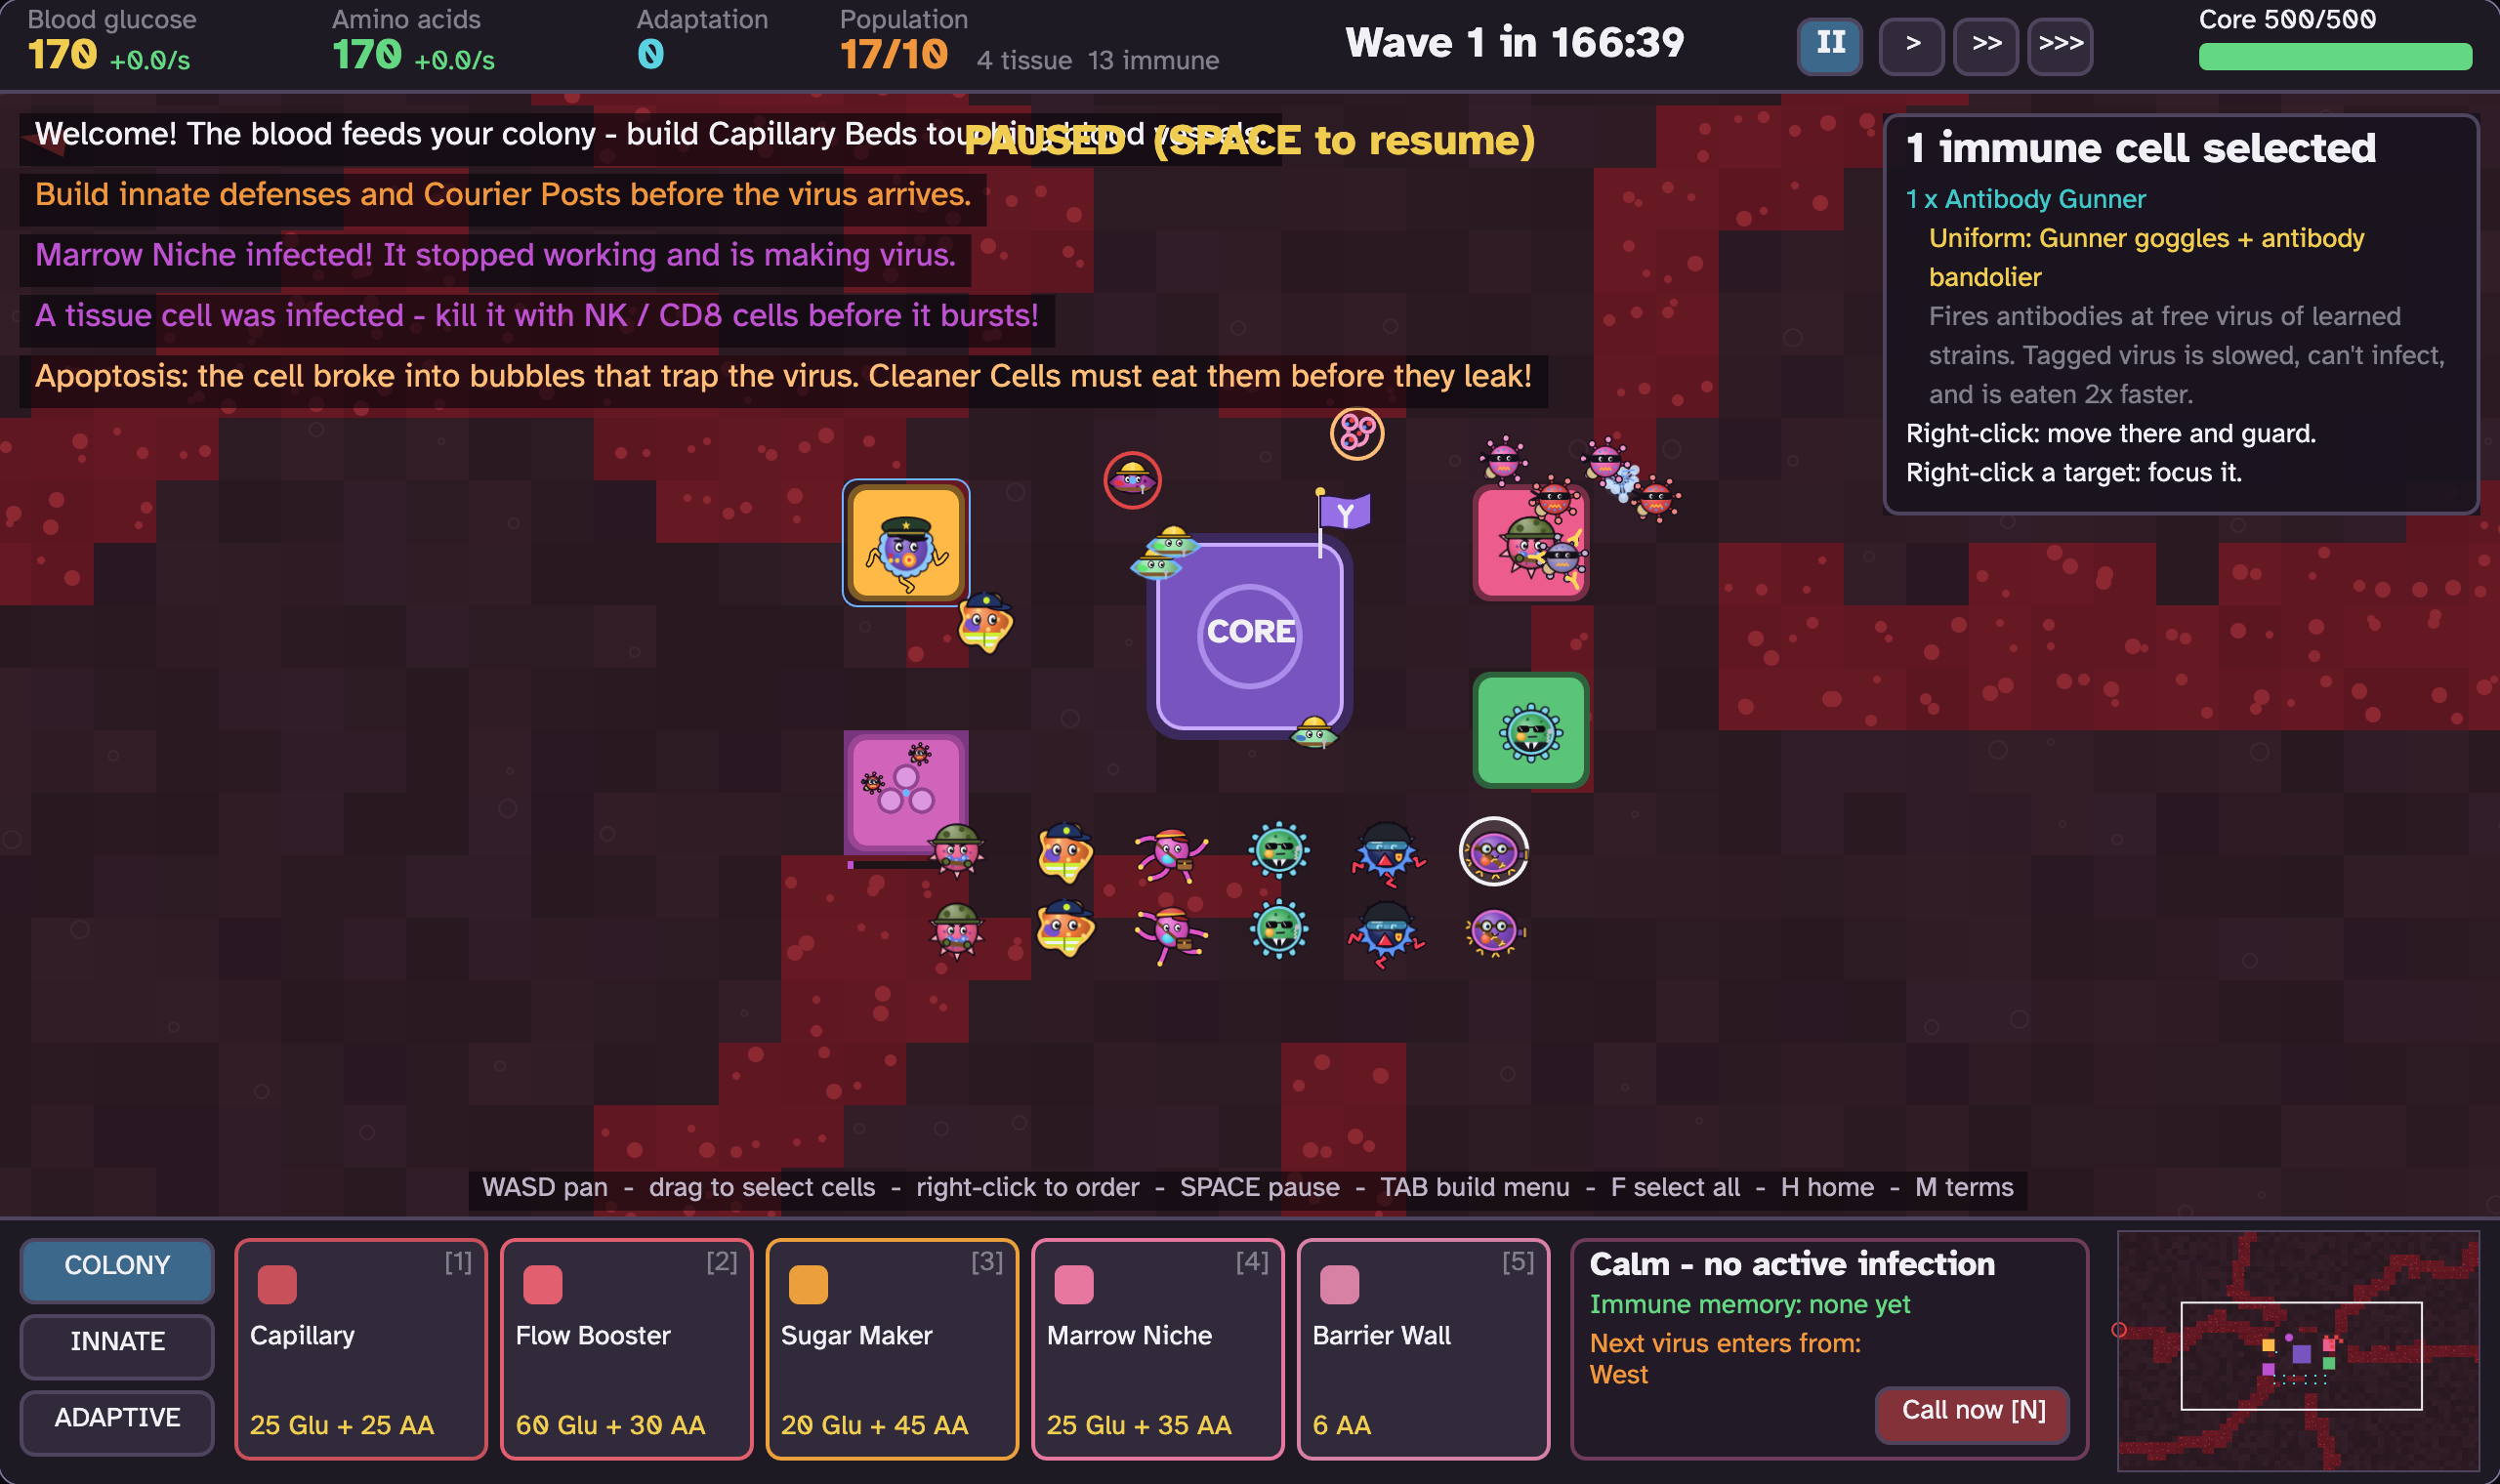 Blood glucose
170 +0.0/s
Amino acids
170 +0.0/s
Adaptation
0
Population
17/10 4 tissue 13 immune
Wave 1 in 166:39
II
>
>>
>>>
Core 500/500
Welcome! The blood feeds your colony - build Capillary Beds touching blood vessels.
PAUSED (SPACE to resume)
Build innate defenses and Courier Posts before the virus arrives.
Marrow Niche infected! It stopped working and is making virus.
A tissue cell was infected - kill it with NK / CD8 cells before it bursts!
Apoptosis: the cell broke into bubbles that trap the virus. Cleaner Cells must eat them before they leak!
1 immune cell selected
1 x Antibody Gunner
Uniform: Gunner goggles + antibody
bandolier
Fires antibodies at free virus of learned
strains. Tagged virus is slowed, can't infect,
and is eaten 2x faster.
Right-click: move there and guard.
Right-click a target: focus it.
Y
CORE
WASD pan - drag to select cells - right-click to order - SPACE pause - TAB build menu - F select all - H home - M terms
COLONY
INNATE
ADAPTIVE
[1]
Capillary
25 Glu + 25 AA
[2]
Flow Booster
60 Glu + 30 AA
[3]
Sugar Maker
20 Glu + 45 AA
[4]
Marrow Niche
25 Glu + 35 AA
[5]
Barrier Wall
6 AA
Calm - no active infection
Immune memory: none yet
Next virus enters from:
West
Call now [N]